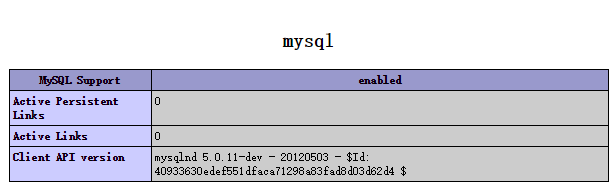 mysql
MySQL Support enabled
Active Persistent
Links 0
Active Links 0
Client API version mysqlnd 5.0.11-dev - 20120503 - $Id:
40933630edef551dfaca71298a83fad8d03d62d4 $